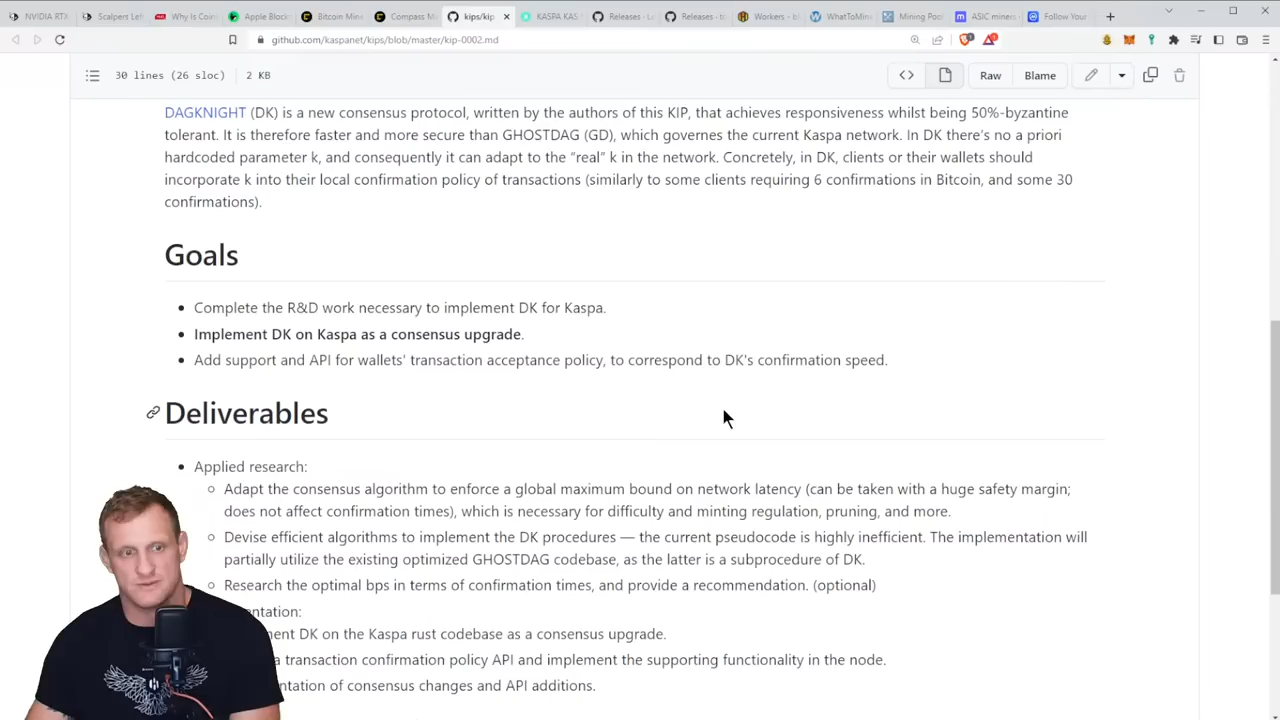 NVIDIA RTX
Scalpers Left
Why Is Coin
Apple Block
Bitcoin Mine
Compass M
kips/kip
KASPA KAS
Releases - L
Releases - to
Workers - b
WhatToMin
Mining Pool
ASIC miners
Follow Your
github.com/kaspanet/kips/blob/master/kip-0002.md
30 lines (26 sloc) 2 KB
Raw
Blame
DAGKNIGHT (DK) is a new consensus protocol, written by the authors of this KIP, that achieves responsiveness whilst being 50%-byzantine
tolerant. It is therefore faster and more secure than GHOSTDAG (GD), which governes the current Kaspa network. In DK there's no a priori
hardcoded parameter k, and consequently it can adapt to the “real” k in the network. Concretely, in DK, clients or their wallets should
incorporate k into their local confirmation policy of transactions (similarly to some clients requiring 6 confirmations in Bitcoin, and some 30
confirmations).
Goals
• Complete the R&D work necessary to implement DK for Kaspa.
• Implement DK on Kaspa as a consensus upgrade.
• Add support and API for wallets' transaction acceptance policy, to correspond to DK's confirmation speed.
Deliverables
• Applied research:
○ Adapt the consensus algorithm to enforce a global maximum bound on network latency (can be taken with a huge safety margin;
does not affect confirmation times), which is necessary for difficulty and minting regulation, pruning, and more.
○ Devise efficient algorithms to implement the DK procedures — the current pseudocode is highly inefficient. The implementation will
partially utilize the existing optimized GHOSTDAG codebase, as the latter is a subprocedure of DK.
○ Research the optimal bps in terms of confirmation times, and provide a recommendation. (optional)
entation:
ent DK on the Kaspa rust codebase as a consensus upgrade.
a transaction confirmation policy API and implement the supporting functionality in the node.
ntation of consensus changes and API additions.